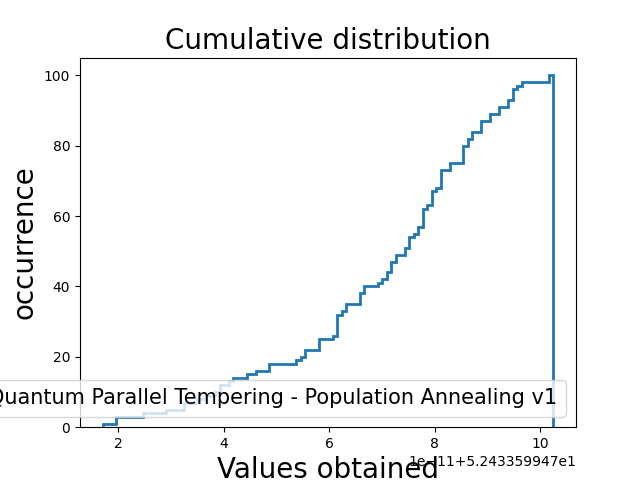 Cumulative distribution
100
80
60
40
20
0
occurrence
Quantum Parallel Tempering - Population Annealing v1
2 4 6 8 10
1e-11+5.243359947e1
Values obtained